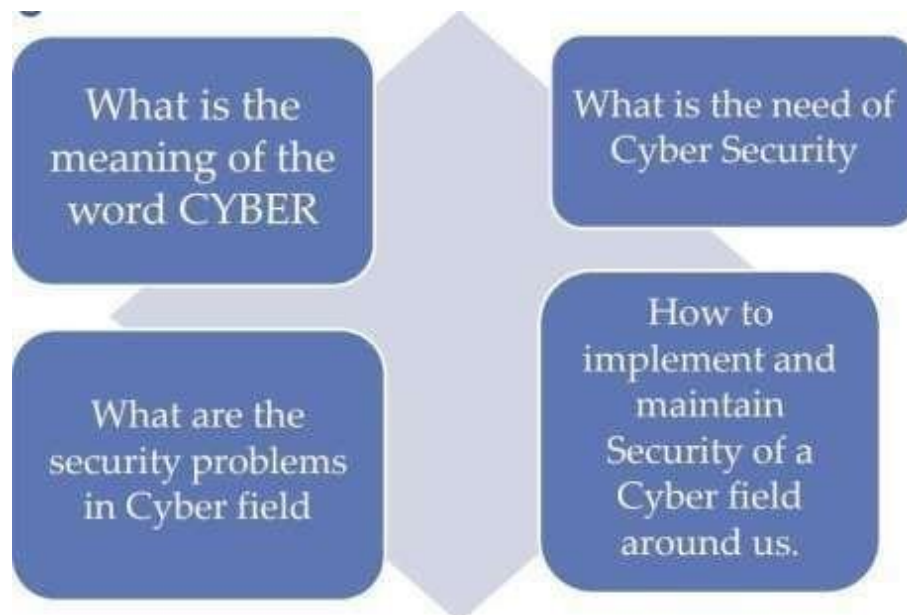 What is the
meaning of the
word CYBER
What is the need of
Cyber Security
What are the
security problems
in Cyber field
How to
implement and
maintain
Security of a
Cyber field
around us.